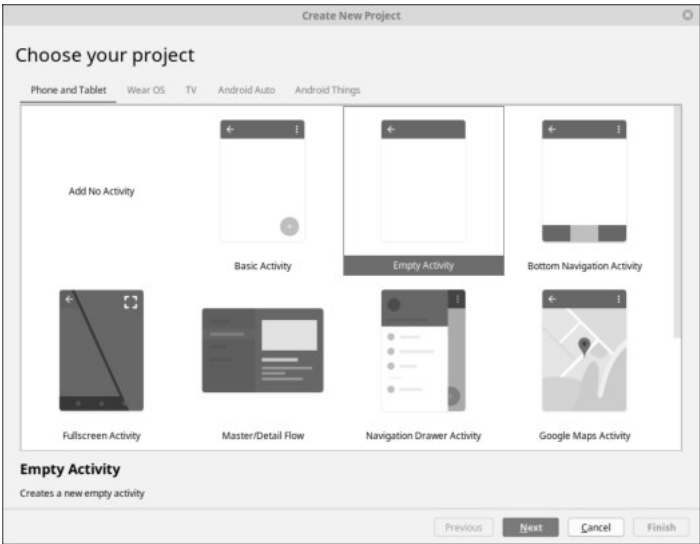 Create New Project
Choose your project
Phone and Tablet Wear OS TV Android Auto Android Things
Add No Activity
Basic Activity Empty Activity Bottom Navigation Activity
Fullscreen Activity Master/Detail Flow Navigation Drawer Activity Google Maps Activity
Empty Activity
Creates a new empty activity
Previous Next Cancel Finish